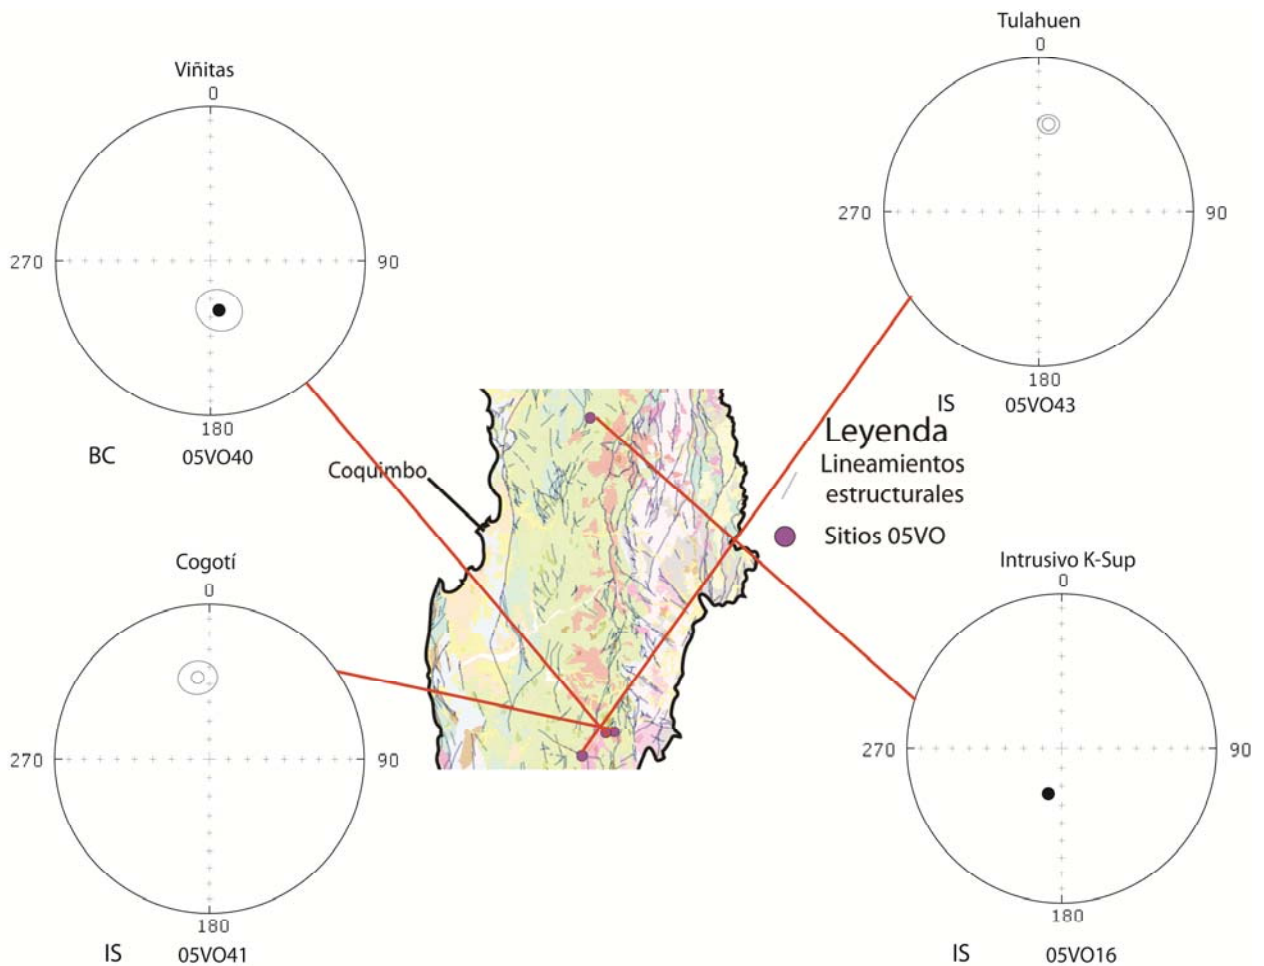 Viñitas
0
270
90
180
BC
05VO40
Tulahuen
0
270
90
180
IS
05VO43
Coquimbo
Leyenda
Lineamientos
estructurales
Sitios 05VO
Cogotí
0
270
90
180
IS
05VO41
Intrusivo K-Sup
0
270
90
180
IS
05VO16